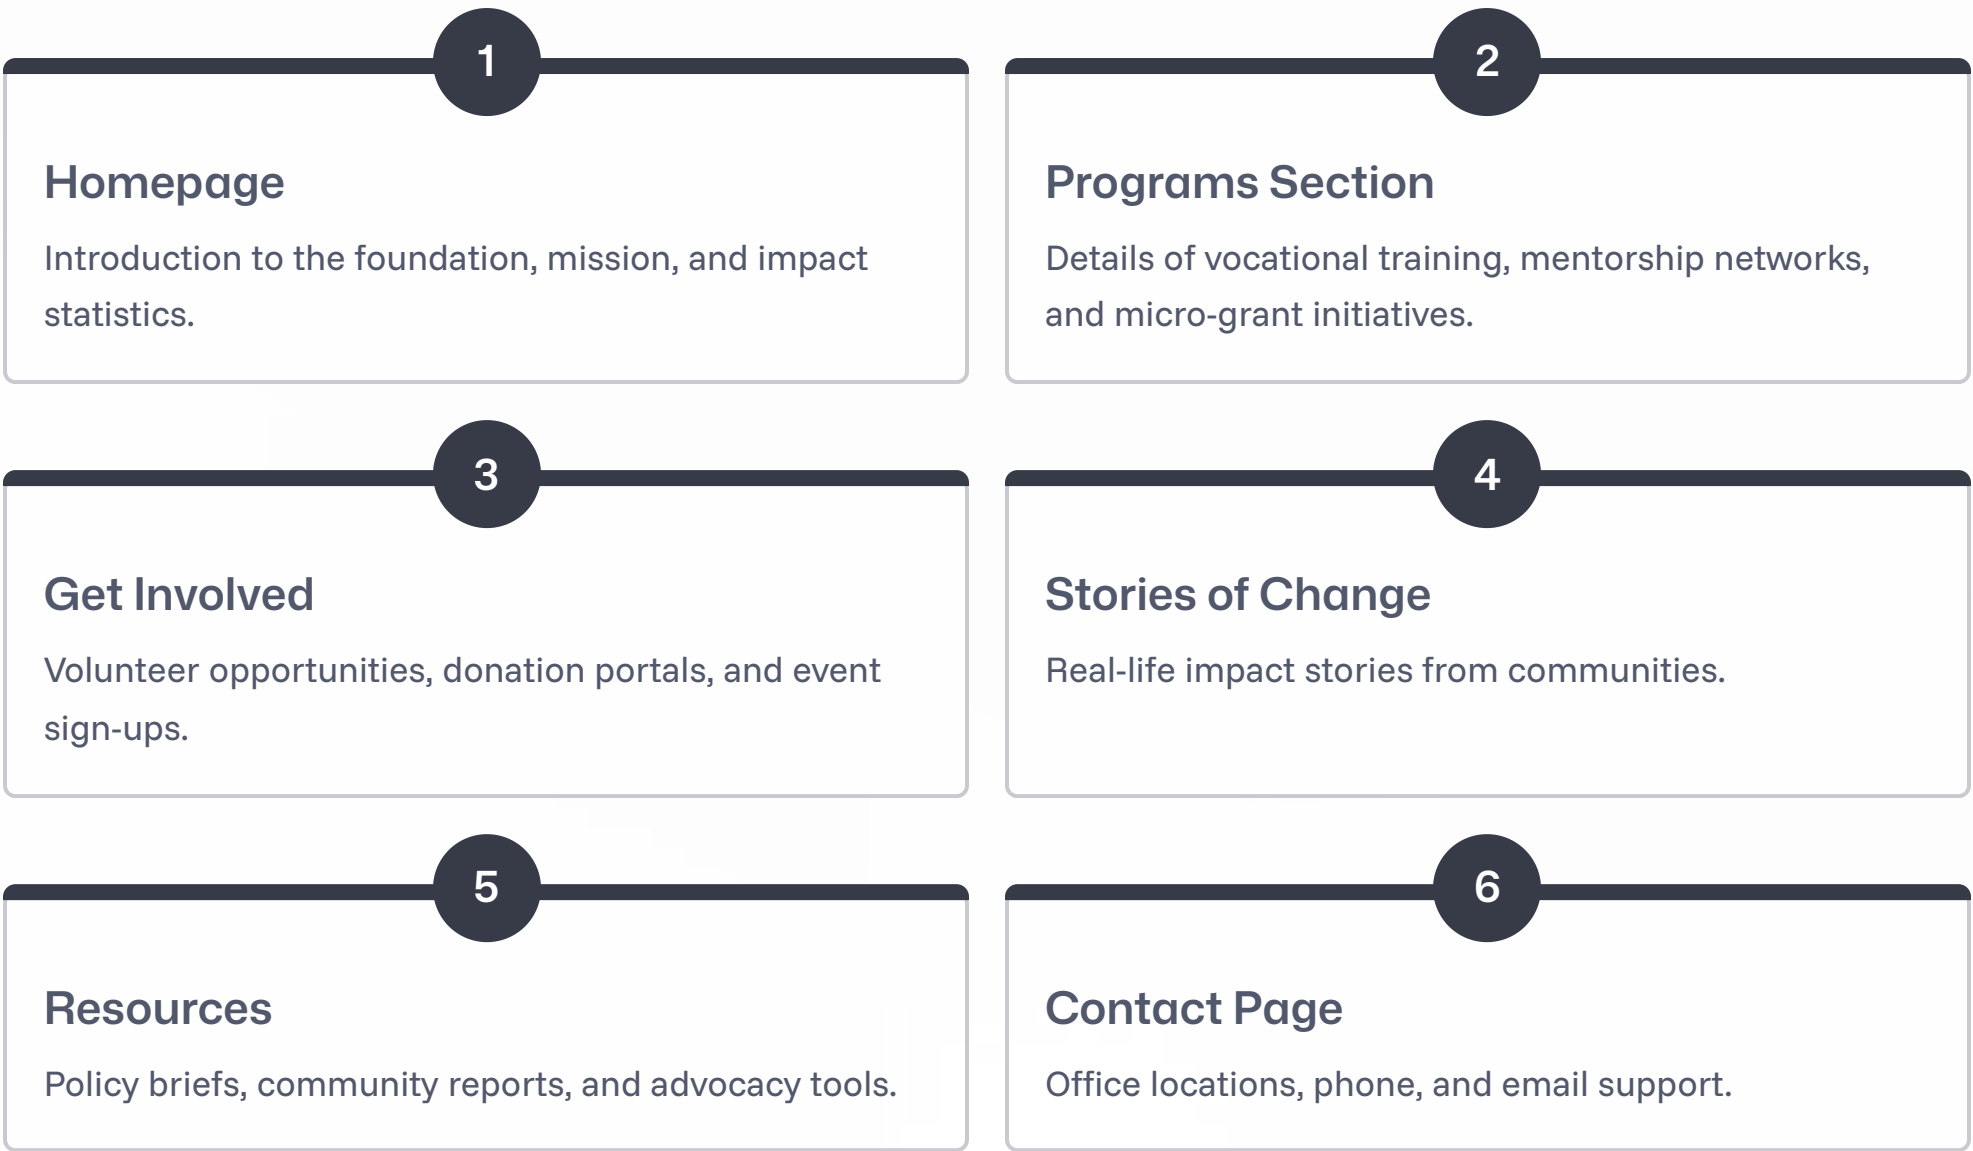 1
Homepage
Introduction to the foundation, mission, and impact
statistics.
2
Programs Section
Details of vocational training, mentorship networks,
and micro-grant initiatives.
3
Get Involved
Volunteer opportunities, donation portals, and event
sign-ups.
4
Stories of Change
Real-life impact stories from communities.
5
Resources
Policy briefs, community reports, and advocacy tools.
6
Contact Page
Office locations, phone, and email support.